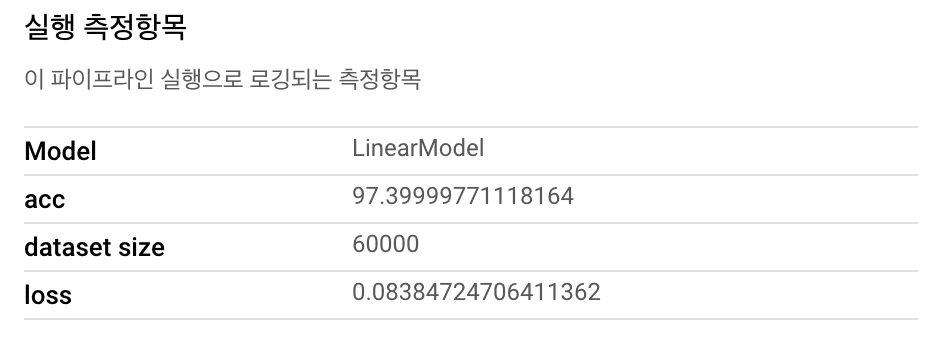 실행 측정항목
이 파이프라인 실행으로 로깅되는 측정항목
Model LinearModel
acc 97.39999771118164
dataset size 60000
loss 0.08384724706411362